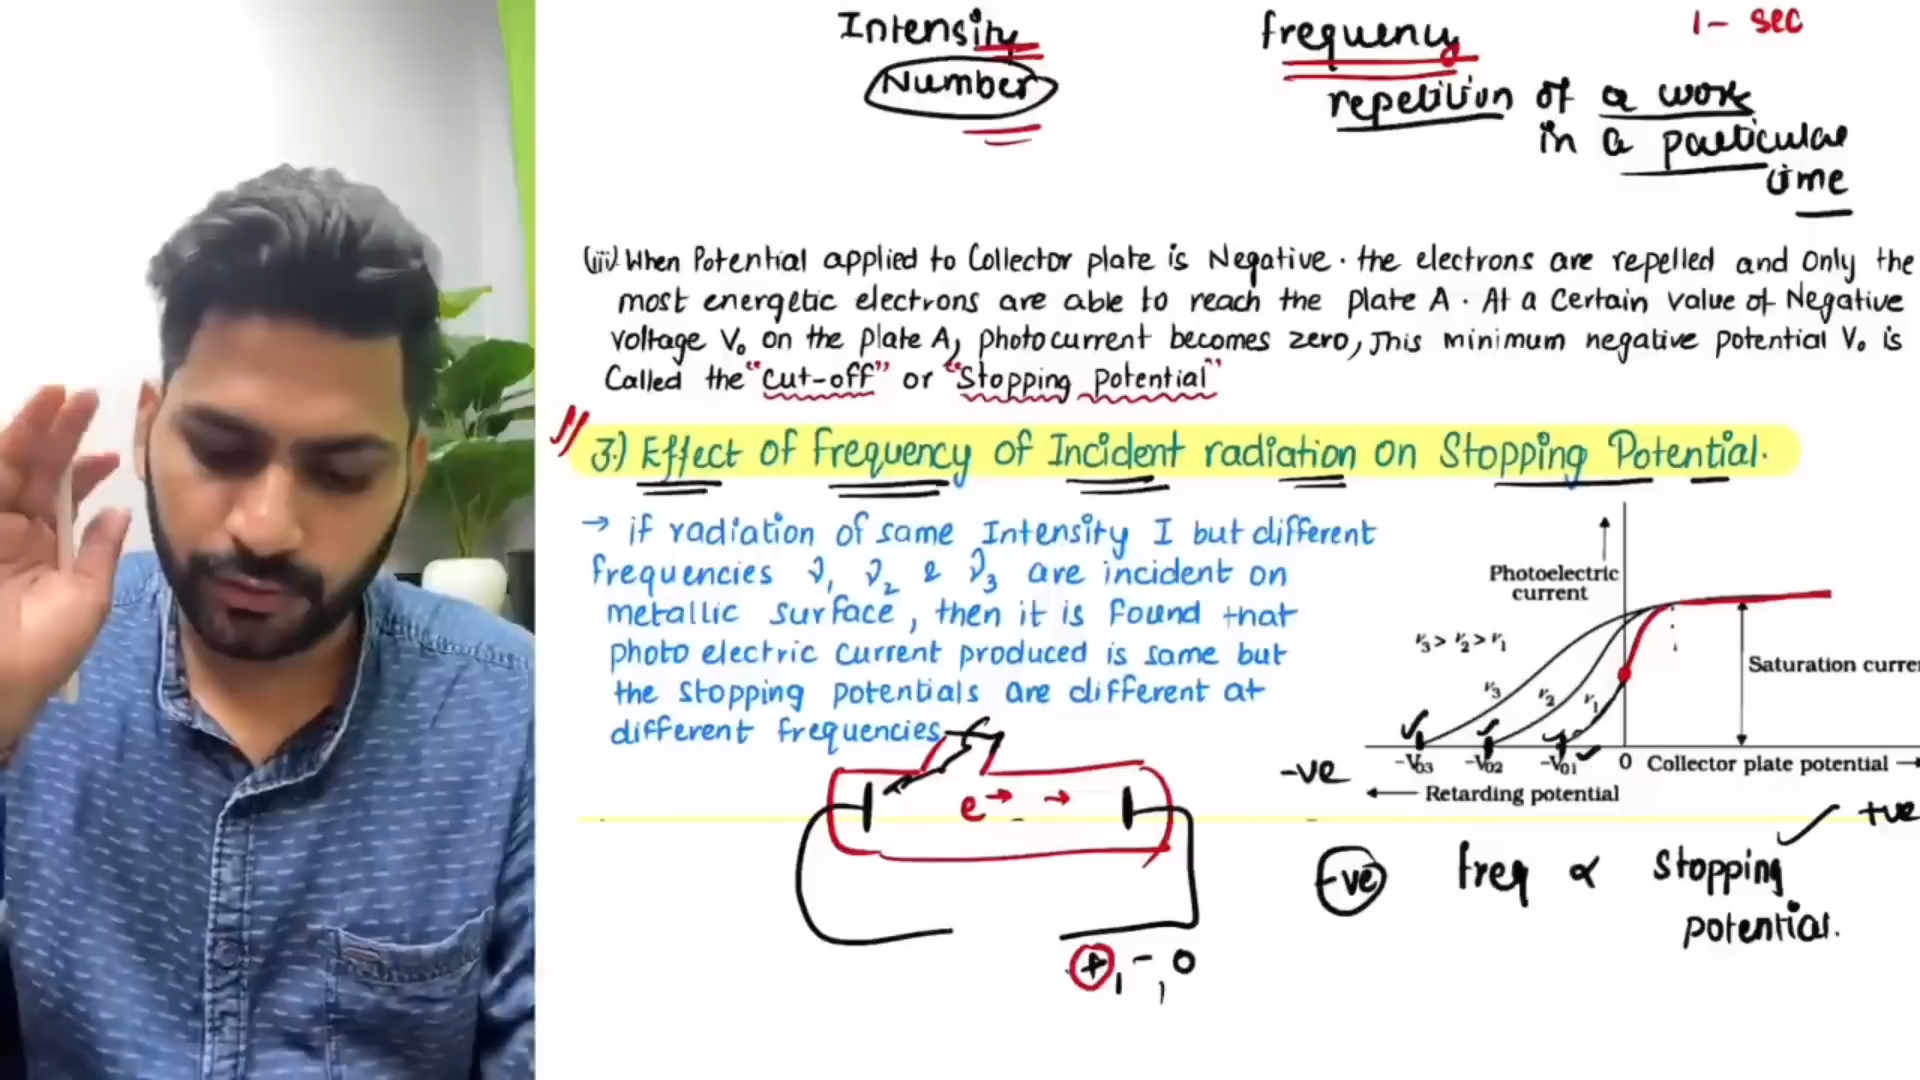 Intensity
Number
frequency
1 - sec
repetition of a work
in a particular
time
(iii) When Potential applied to Collector plate is Negative. the electrons are repelled and only the
most energetic electrons are able to reach the plate A. At a Certain value of Negative
voltage V₀ on the plate A, photocurrent becomes zero, This minimum negative potential V₀ is
Called the "Cut-off" or "Stopping potential"
3.) Effect of frequency of Incident radiation on Stopping Potential.
→ if radiation of same Intensity I but different
frequencies ν₁ ν₂ & ν₃ are incident on
metallic surface, then it is found that
photo electric current produced is same but
the stopping potentials are different at
different frequencies
Photoelectric
current
ν₃ > ν₂ > ν₁
ν₃
ν₂
ν₁
Saturation curre
-V₀₃ -V₀₂ -V₀₁ 0 Collector plate potential →
← Retarding potential
-ve
+ve
e → →
+, -, 0
-ve
freq ∝ stopping
potential.